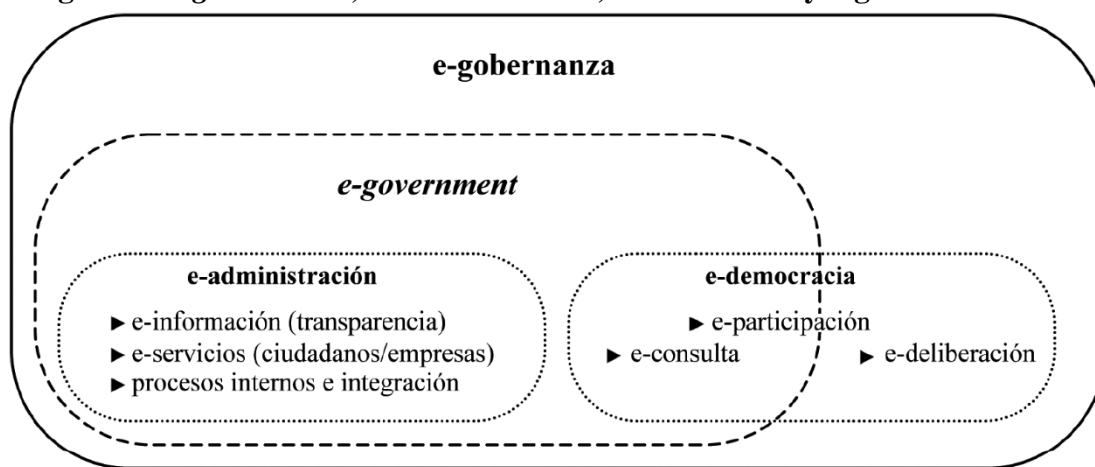 e-gobernanza
e-government
e-administración
► e-información (transparencia)
► e-servicios (ciudadanos/empresas)
► procesos internos e integración
e-democracia
► e-participación
► e-consulta
► e-deliberación